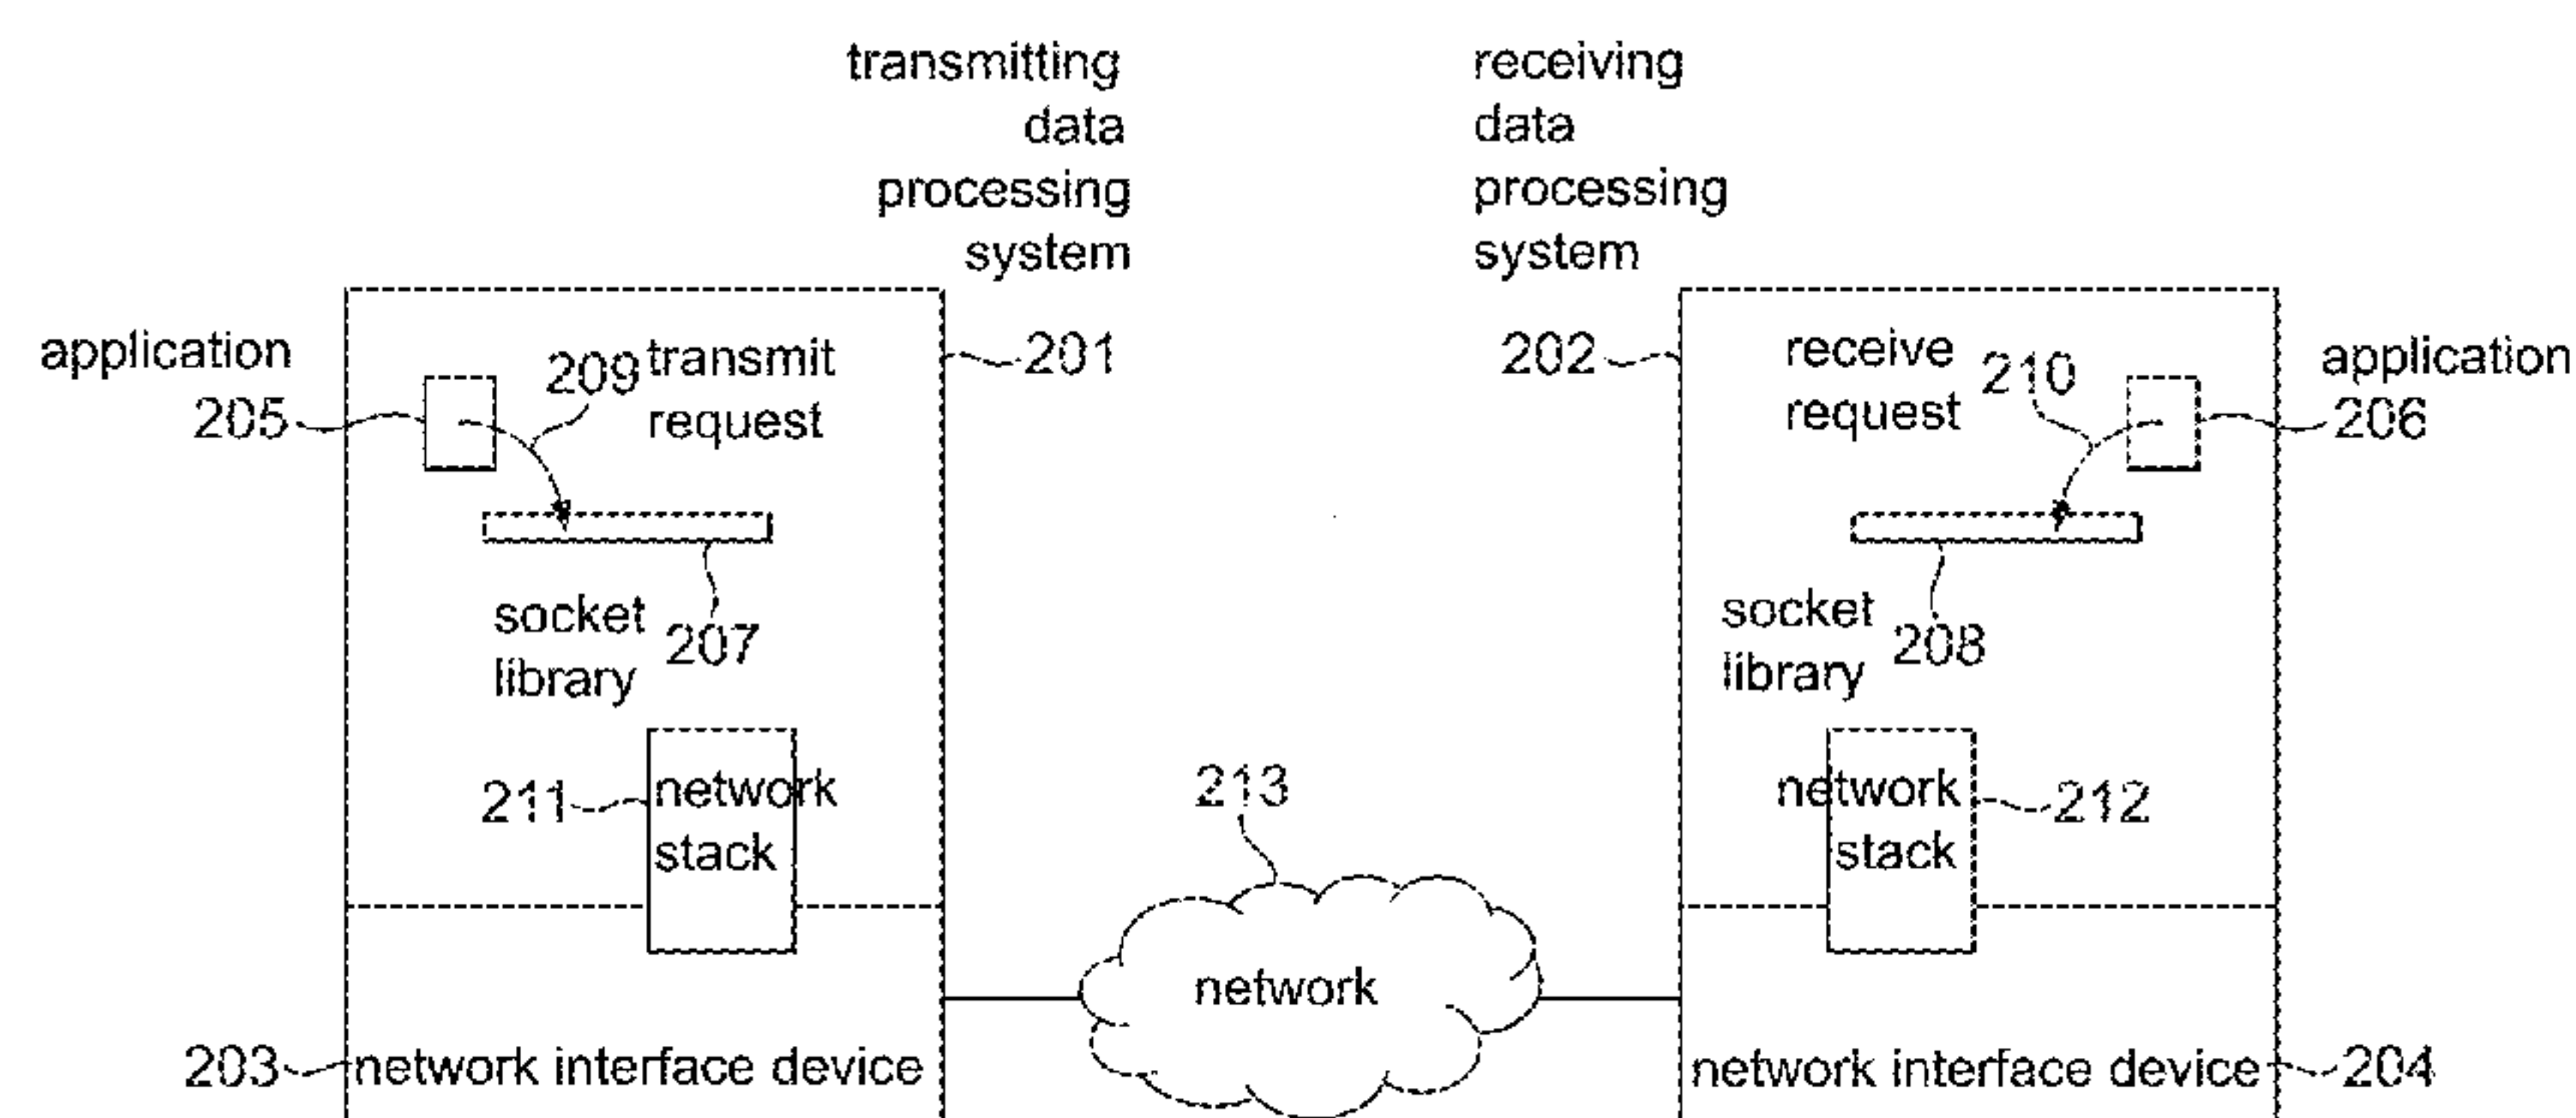 transmitting
data
processing
system
receiving
data
processing
system
application
205
209
transmit
request
201
202
receive
request
210
application
206
socket
library
207
socket
library
208
211
network
stack
213
network
stack
212
network
203
network interface device
network interface device
204